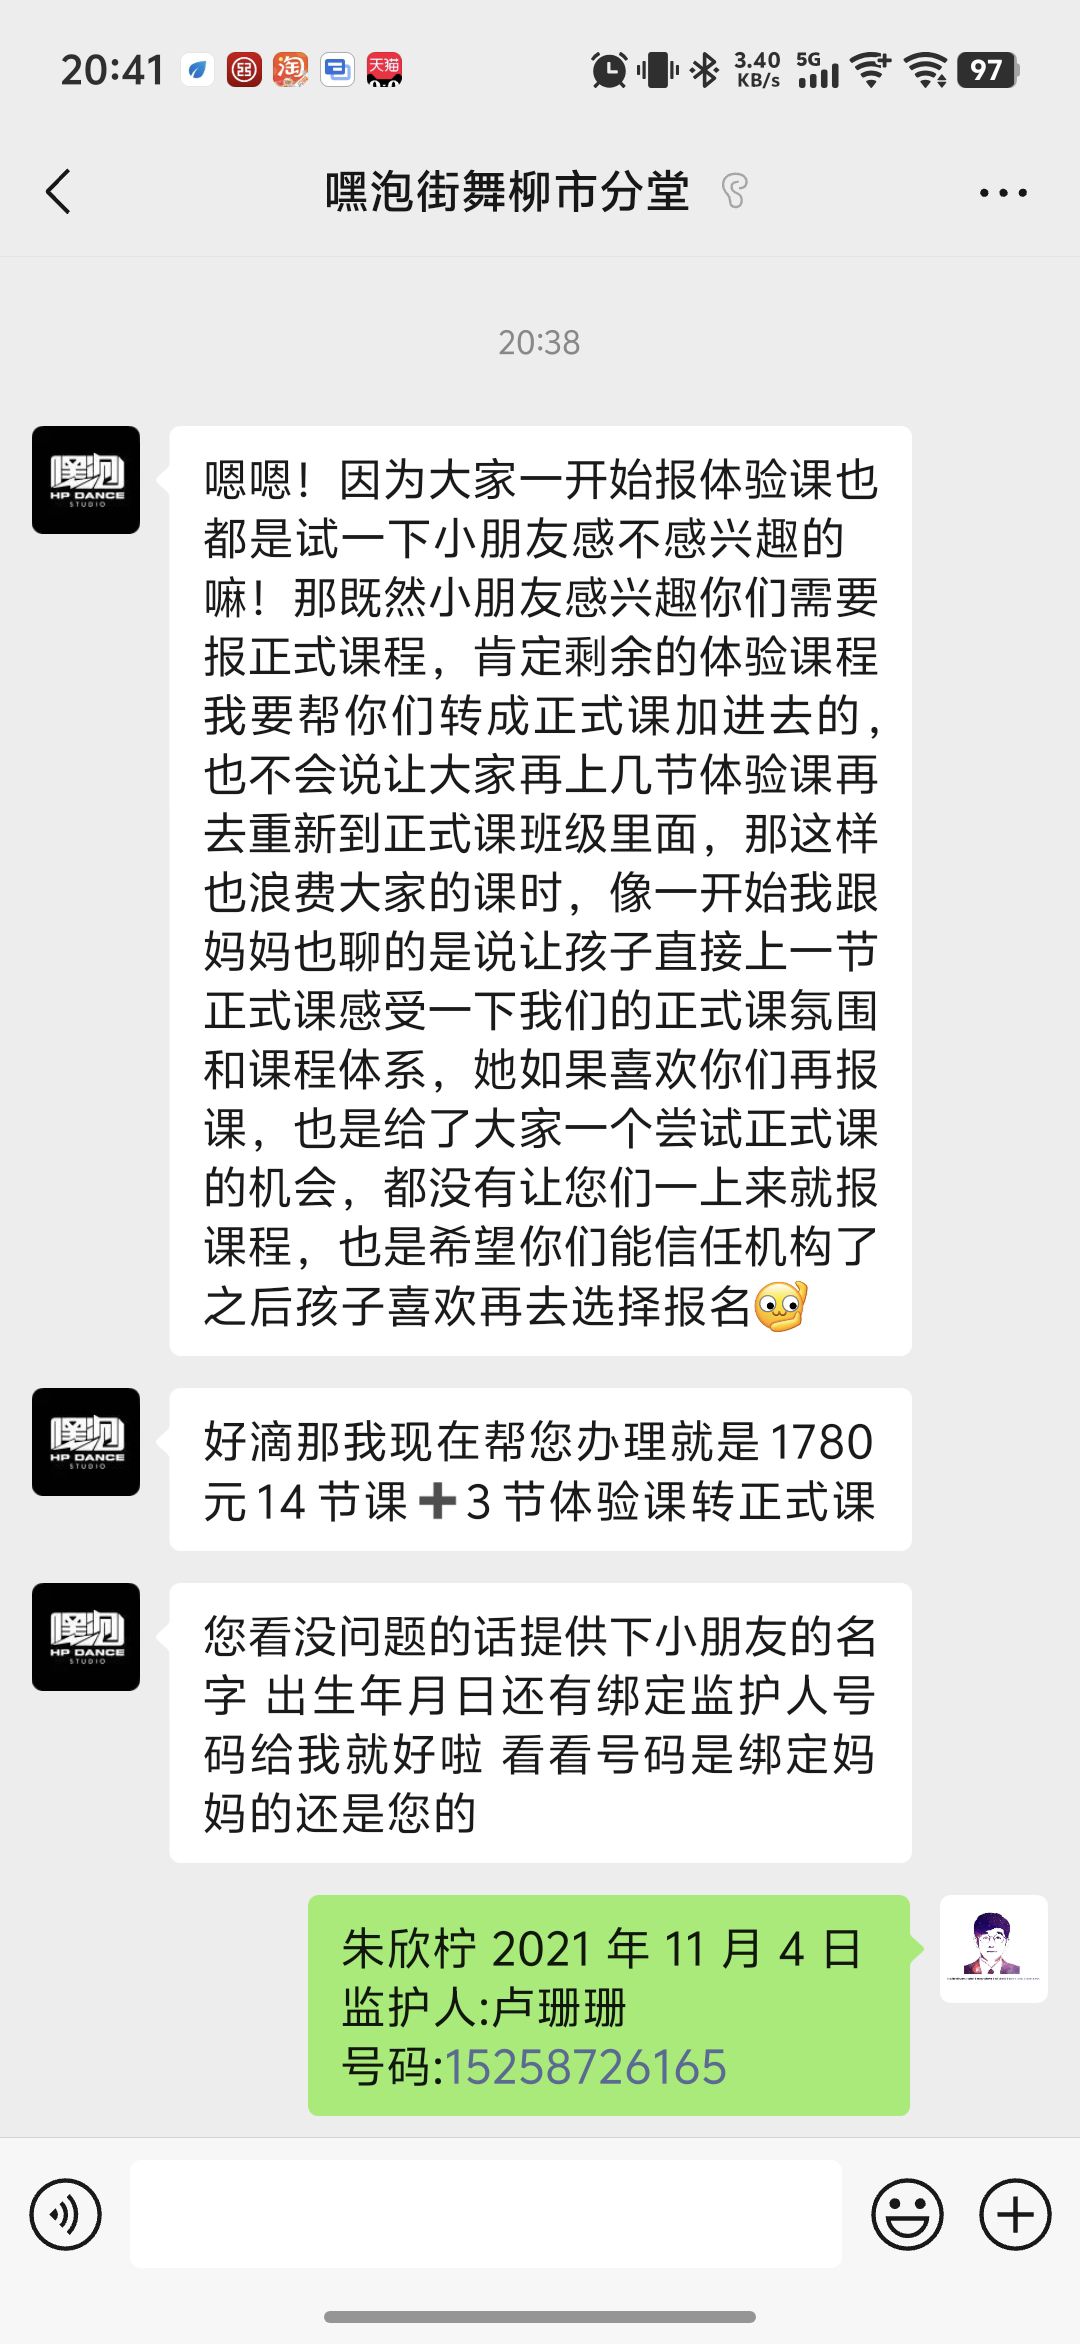 20:41
淘
天猫
3.40
KB/s
5G
97
嘿泡街舞柳市分堂
20:38
嘿泡
HP DANCE
STUDIO
嗯嗯！因为大家一开始报体验课也
都是试一下小朋友感不感兴趣的
嘛！那既然小朋友感兴趣你们需要
报正式课程，肯定剩余的体验课程
我要帮你们转成正式课加进去的，
也不会说让大家再上几节体验课再
去重新到正式课班级里面，那这样
也浪费大家的课时，像一开始我跟
妈妈也聊的是说让孩子直接上一节
正式课感受一下我们的正式课氛围
和课程体系，她如果喜欢你们再报
课，也是给了大家一个尝试正式课
的机会，都没有让您们一上来就报
课程，也是希望你们能信任机构了
之后孩子喜欢再去选择报名
嘿泡
HP DANCE
STUDIO
好滴那我现在帮您办理就是1780
元14节课➕3节体验课转正式课
嘿泡
HP DANCE
STUDIO
您看没问题的话提供下小朋友的名
字 出生年月日还有绑定监护人号
码给我就好啦 看看号码是绑定妈
妈的还是您的
朱欣柠 2021 年 11 月 4 日
监护人:卢珊珊
号码:15258726165